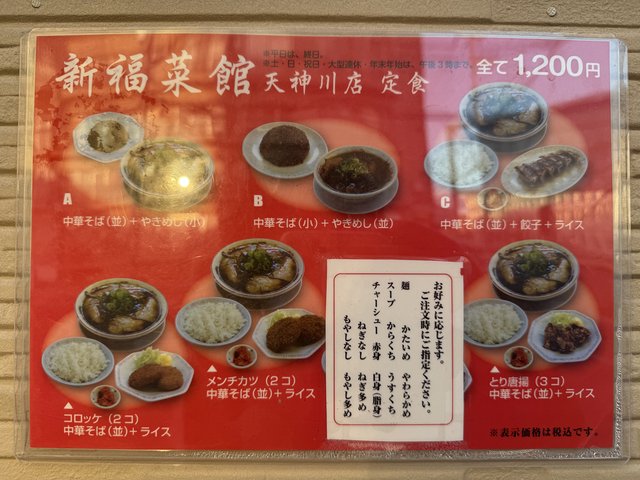 新福菜館 天神川店 定食
※平日は、終日。
※土・日・祝日・大型連休・年末年始は、午後3時まで。
全て1,200円
A
中華そば(並)+やきめし(小)
B
中華そば(小)+やきめし(並)
C
中華そば(並)+餃子+ライス
▲
コロッケ(2コ)
中華そば(並)+ライス
▲
メンチカツ(2コ)
中華そば(並)+ライス
お好みに応じます。
ご注文時にご指定ください。
麺 かためい やわらかめ
スープ からくち うすくち
チャーシュー 赤身 白身(脂身)
ねぎなし ねぎ多め
もやしなし もやし多め
▲
とり唐揚(3コ)
中華そば(並)+ライス
※表示価格は税込です。